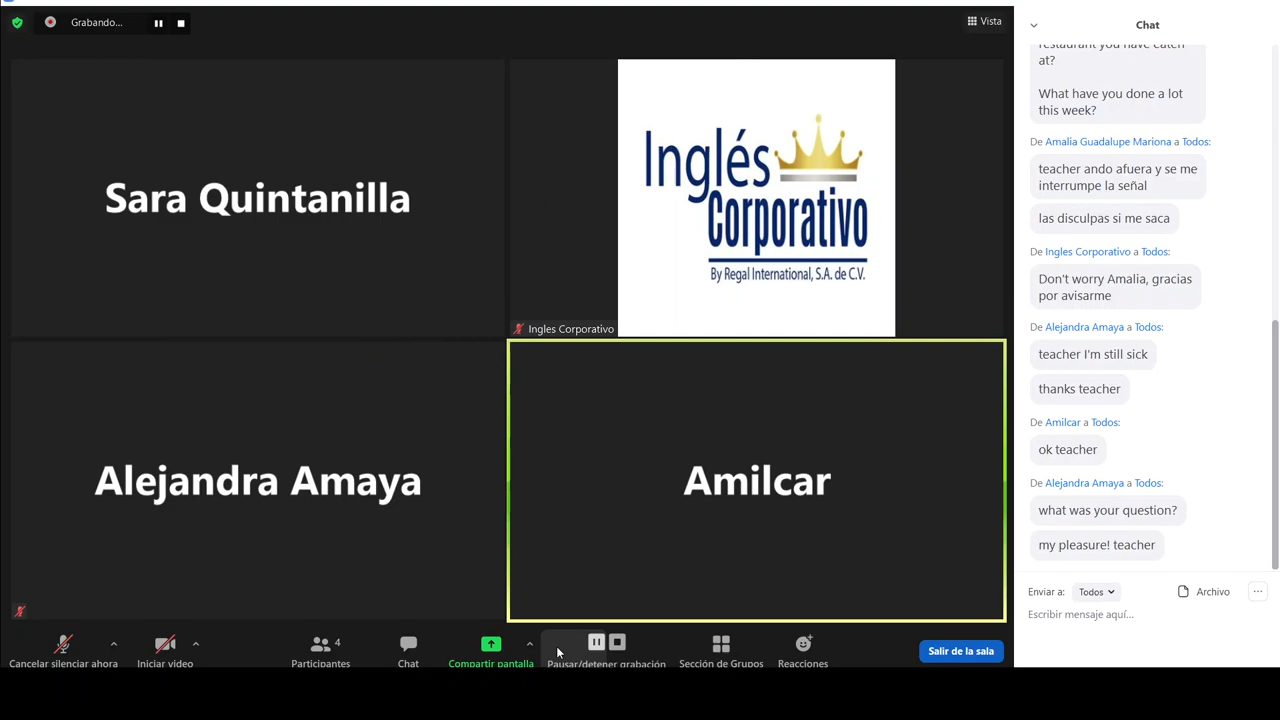 Grabando...
Vista
Sara Quintanilla
Inglés
Corporativo
By Regal International, S.A. de C.V.
Ingles Corporativo
Alejandra Amaya
Amilcar
Cancelar silenciar ahora
Iniciar video
4
Participantes
Chat
Compartir pantalla
Pausar/detener grabación
Sección de Grupos
Reacciones
Salir de la sala
Chat
restaurant you have catch
at?
What have you done a lot
this week?
De Amalia Guadalupe Mariona a Todos:
teacher ando afuera y se me
interrumpe la señal
las disculpas si me saca
De Ingles Corporativo a Todos:
Don't worry Amalia, gracias
por avisarme
De Alejandra Amaya a Todos:
teacher I'm still sick
thanks teacher
De Amilcar a Todos:
ok teacher
De Alejandra Amaya a Todos:
what was your question?
my pleasure! teacher
Enviar a: Todos
Archivo
...
Escribir mensaje aquí...